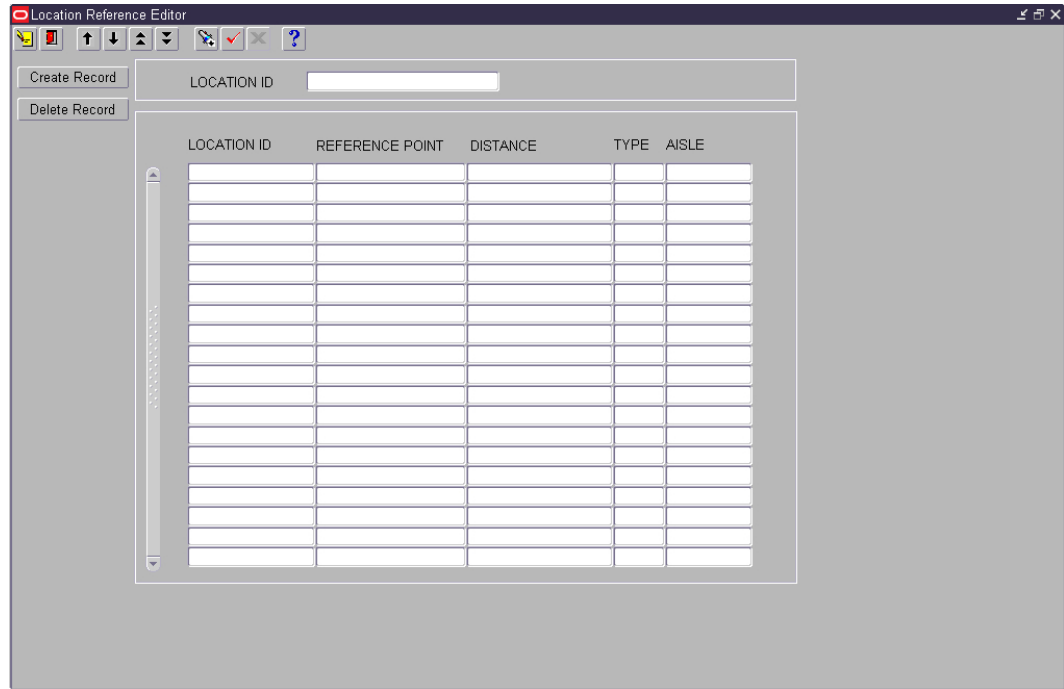 Location Reference Editor
?
Create Record
LOCATION ID
Delete Record
LOCATION ID REFERENCE POINT DISTANCE TYPE AISLE